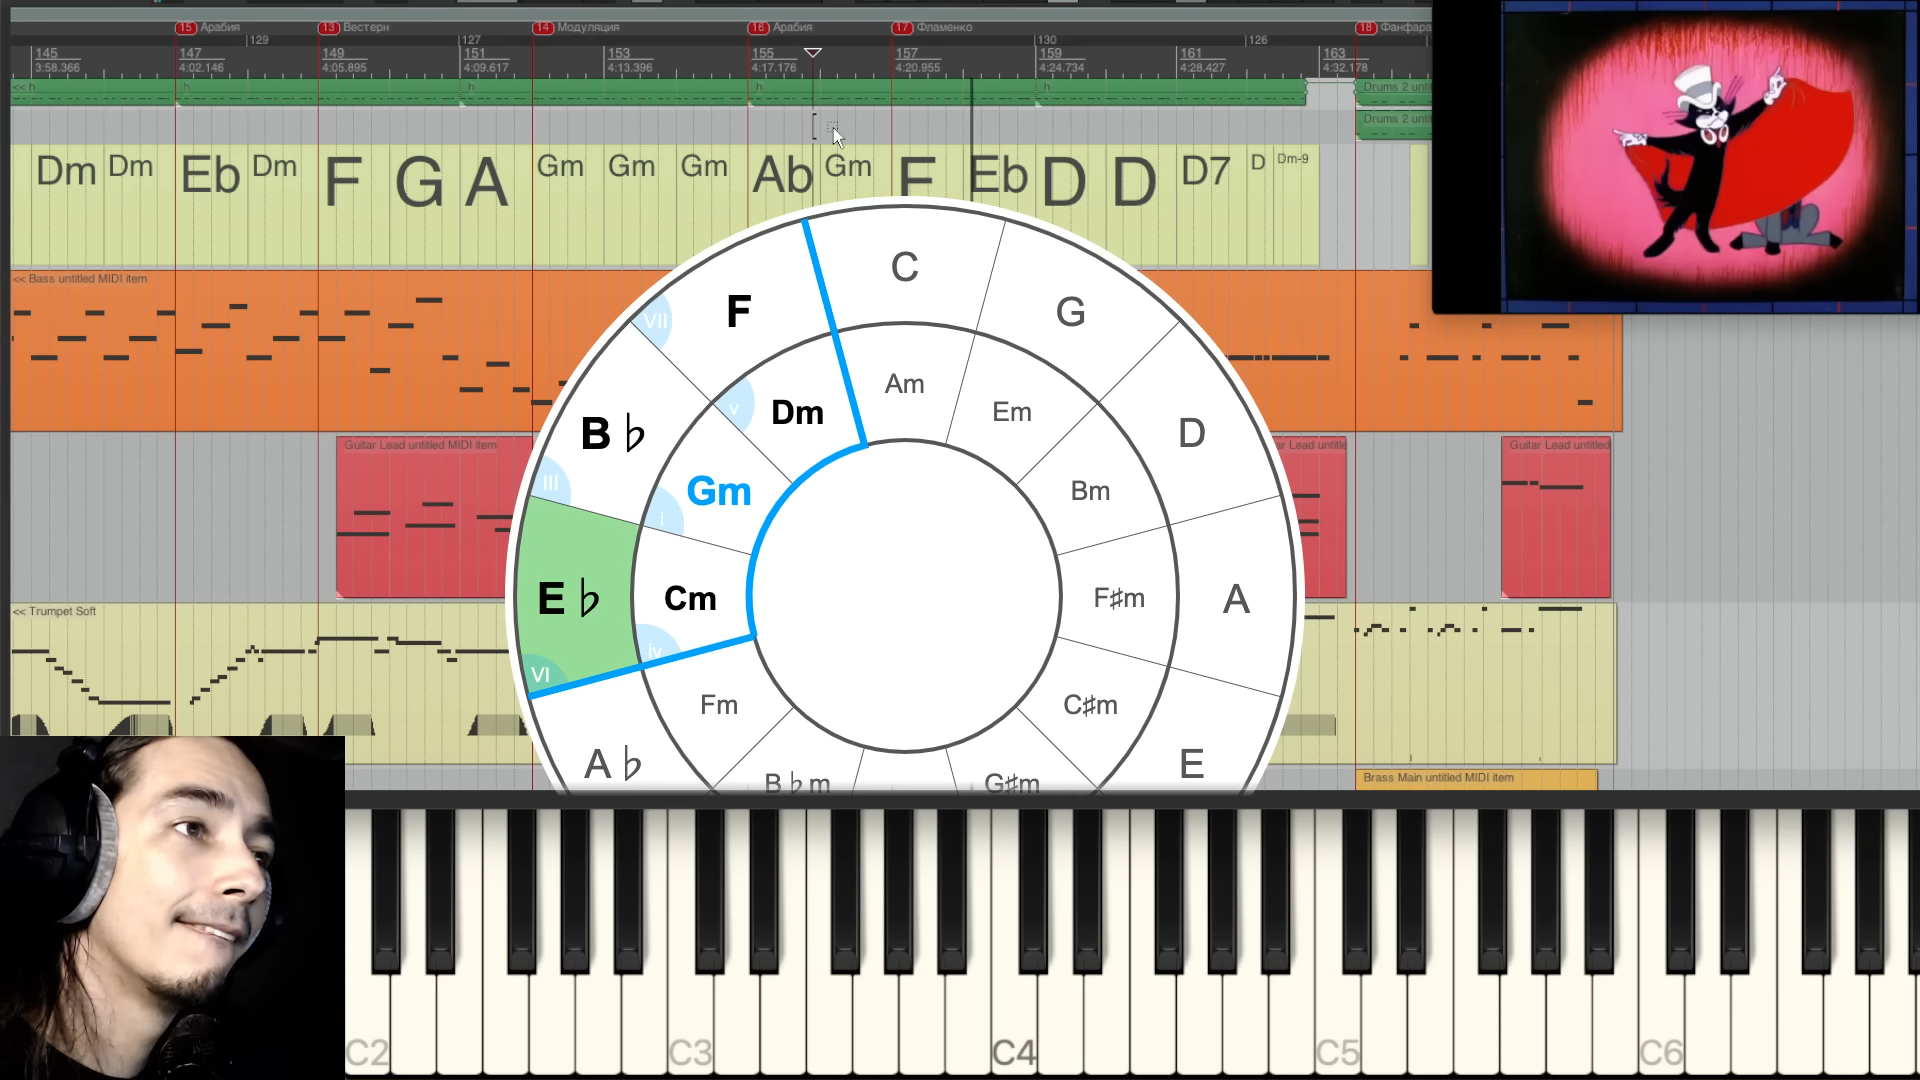 15 Арабия
13 Вестерн
14 Модуляция
16 Арабия
17 Фламенко
18 Фанфара
129
127
130
126
145
147
149
151
153
155
157
159
161
163
3:58.366
4:02.146
4:05.895
4:09.617
4:13.396
4:17.176
4:20.955
4:24.734
4:28.427
4:32.178
<< h
h
h
h
h
Drums 2 unti
Drums 2 unti
Dm Dm Eb Dm F G A Gm Gm Gm Ab Gm F Eb D D D7 D Dm-9
<< Bass untitled MIDI item
Guitar Lead untitled MIDI item
ar Lead untitle
Guitar Lead untitled
<< Trumpet Soft
Brass Main untitled MIDI item
C
F
G
VII
Am
Dm
Em
v
B♭
D
III
Gm
Bm
i
E♭
Cm
F♯m
A
VI
iv
Fm
C♯m
A♭
E
B♭m
G♯m
C2 C3 C4 C5 C6